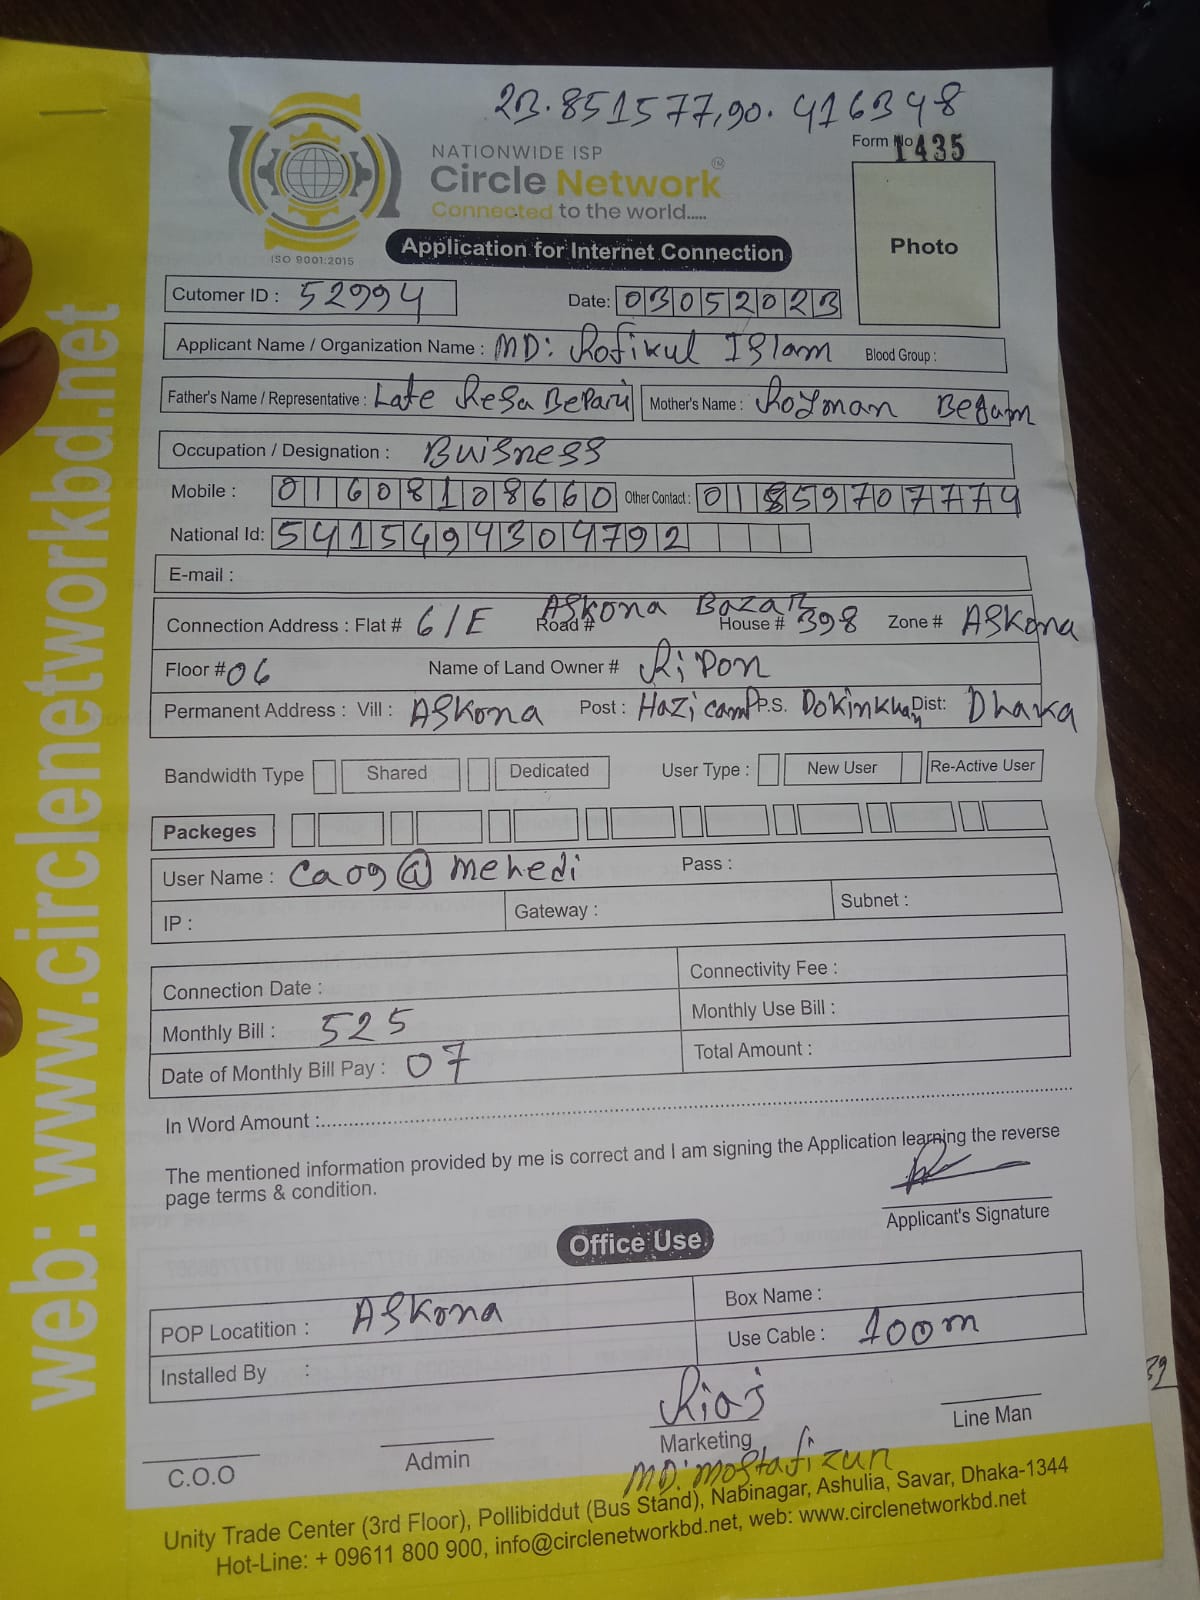 23.851577,90.416348
Form No 1435
NATIONWIDE ISP
Circle Network
Connected to the world.....
ISO 9001:2015
Application for Internet Connection
Photo
Cutomer ID : 52994
Date: 03052023
Applicant Name / Organization Name : MD: Rofikul ISlam Blood Group :
Father's Name / Representative : Late ReSa BePari Mother's Name : Royman Begam
Occupation / Designation : BuiSneSS
Mobile : 01608108660 Other Contact : 01859707774
National Id: 5415494304792
E-mail :
Connection Address : Flat # 6/E Road # ASkona Bazar House # 398 Zone # ASkona
Floor # 06 Name of Land Owner # Ripon
Permanent Address : Vill : ASkona Post : Hazi camp P.S. Dokinkhan Dist: Dhaka
Bandwidth Type Shared Dedicated User Type : New User Re-Active User
Packeges
User Name : Ca09@mehedi Pass :
IP : Gateway : Subnet :
Connection Date : Connectivity Fee :
Monthly Bill : 525 Monthly Use Bill :
Date of Monthly Bill Pay : 07 Total Amount :
In Word Amount :
The mentioned information provided by me is correct and I am signing the Application learning the reverse
page terms & condition.
Applicant's Signature
Office Use
POP Locatition : ASkona Box Name :
Use Cable : 100m
Installed By :
Riaj
C.O.O Admin Marketing Line Man
MD: moStafizur
Unity Trade Center (3rd Floor), Pollibiddut (Bus Stand), Nabinagar, Ashulia, Savar, Dhaka-1344
Hot-Line: + 09611 800 900, info@circlenetworkbd.net, web: www.circlenetworkbd.net
web: www.circlenetworkbd.net
39